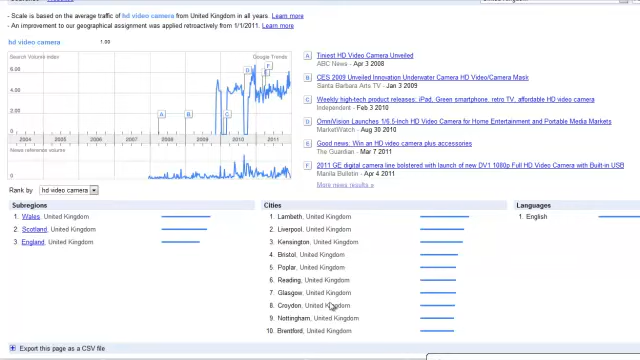 - Scale is based on the average traffic of hd video camera from United Kingdom in all years. Learn more
- An improvement to our geographical assignment was applied retroactively from 1/1/2011. Learn more
hd video camera 1.00
Search Volume index Google Trends
6.00
4.00
2.00
0
A B C D F
2004 2005 2006 2007 2008 2009 2010 2011
News reference volume
0
A Tiniest HD Video Camera Unveiled
ABC News - Apr 3 2008
B CES 2009 Unveiled Innovation Underwater Camera HD Video/Camera Mask
Santa Barbara Arts TV - Jan 3 2009
C Weekly high-tech product releases: iPad, Green smartphone, retro TV, affordable HD video camera
Independent - Feb 3 2010
D OmniVision Launches 1/6.5-Inch HD Video Camera for Home Entertainment and Portable Media Markets
MarketWatch - Aug 30 2010
E Good news: Win an HD video camera plus accessories
The Guardian - Mar 7 2011
F 2011 GE digital camera line bolstered with launch of new DV1 1080p Full HD Video Camera with Built-in USB
Manila Bulletin - Apr 4 2011
More news results »
Rank by hd video camera
Subregions
1. Wales, United Kingdom
2. Scotland, United Kingdom
3. England, United Kingdom
Cities
1. Lambeth, United Kingdom
2. Liverpool, United Kingdom
3. Kensington, United Kingdom
4. Bristol, United Kingdom
5. Poplar, United Kingdom
6. Reading, United Kingdom
7. Glasgow, United Kingdom
8. Croydon, United Kingdom
9. Nottingham, United Kingdom
10. Brentford, United Kingdom
Languages
1. English
Export this page as a CSV file